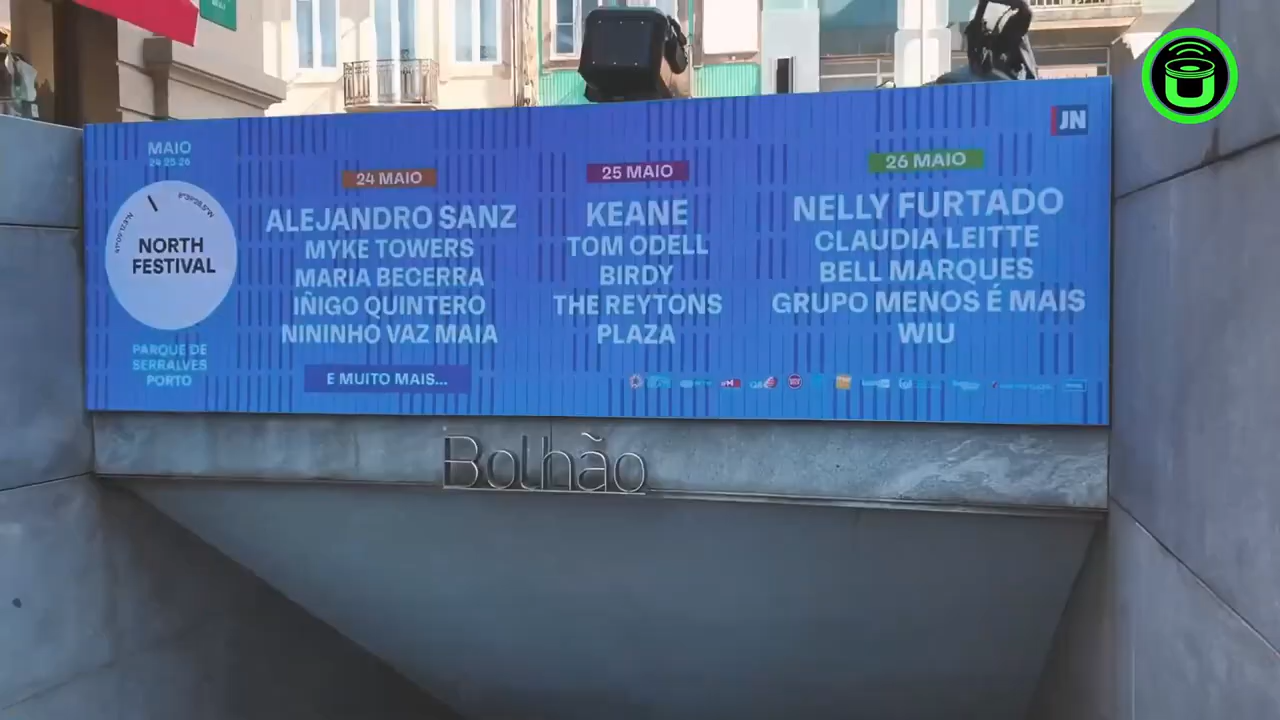 MAIO
24 25 26
NORTH
FESTIVAL
PARQUE DE
SERRALVES
PORTO
24 MAIO
ALEJANDRO SANZ
MYKE TOWERS
MARIA BECERRA
IÑIGO QUINTERO
NININHO VAZ MAIA
E MUITO MAIS...
25 MAIO
KEANE
TOM ODELL
BIRDY
THE REYTONS
PLAZA
JN
26 MAIO
NELLY FURTADO
CLAUDIA LEITTE
BELL MARQUES
GRUPO MENOS É MAIS
WIU
Bolhão